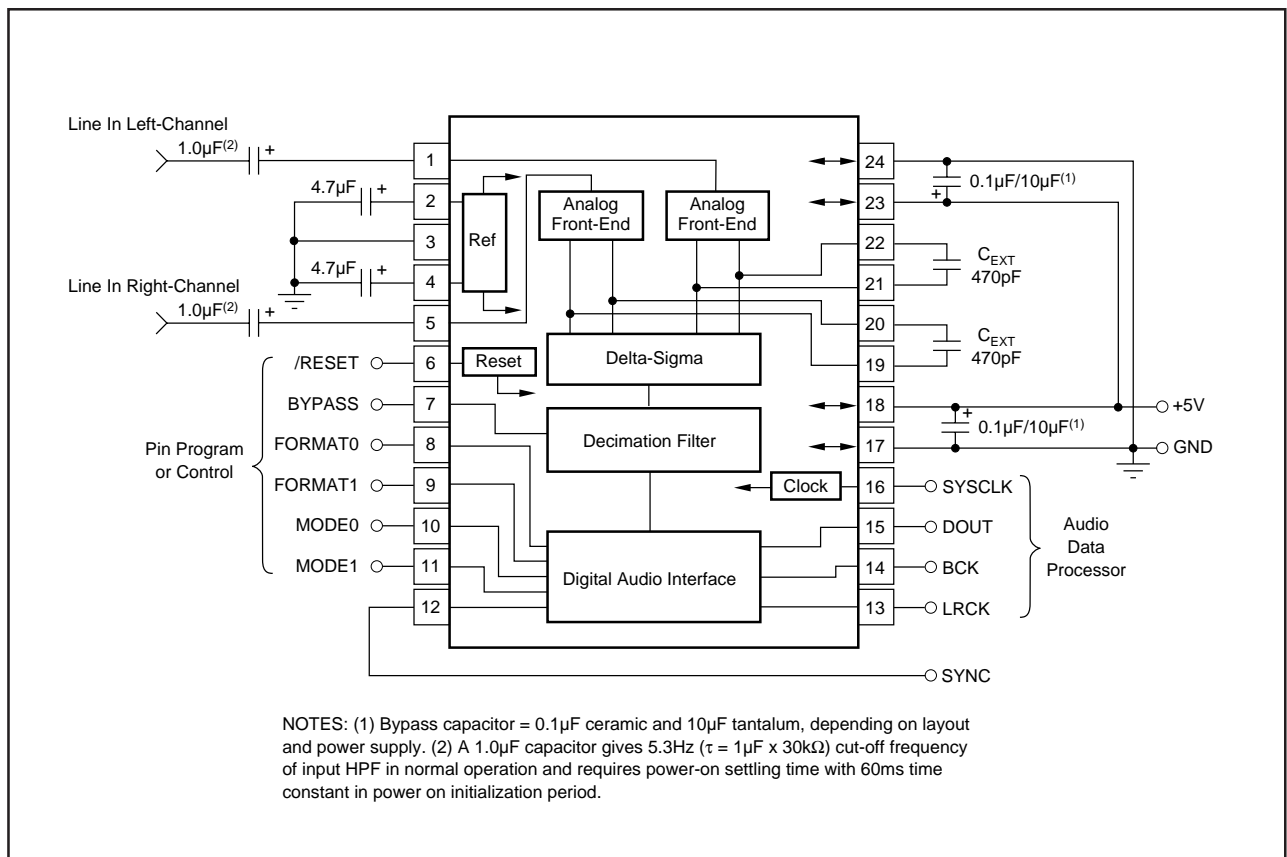 Line In Left-Channel
1.0µF(2)
+
4.7µF
+
4.7µF
+
Line In Right-Channel
1.0µF(2)
+
/RESET
BYPASS
FORMAT0
FORMAT1
MODE0
MODE1
Pin Program
or Control
1
2
3
4
5
6
7
8
9
10
11
12
Ref
Analog
Front-End
Analog
Front-End
Reset
Delta-Sigma
Decimation Filter
Clock
Digital Audio Interface
24
23
22
21
20
19
18
17
16
15
14
13
0.1µF/10µF(1)
+
CEXT
470pF
CEXT
470pF
+
0.1µF/10µF(1)
+5V
GND
SYSCLK
DOUT
BCK
LRCK
Audio
Data
Processor
SYNC
NOTES: (1) Bypass capacitor = 0.1µF ceramic and 10µF tantalum, depending on layout
and power supply. (2) A 1.0µF capacitor gives 5.3Hz (τ = 1µF x 30kΩ) cut-off frequency
of input HPF in normal operation and requires power-on settling time with 60ms time
constant in power on initialization period.